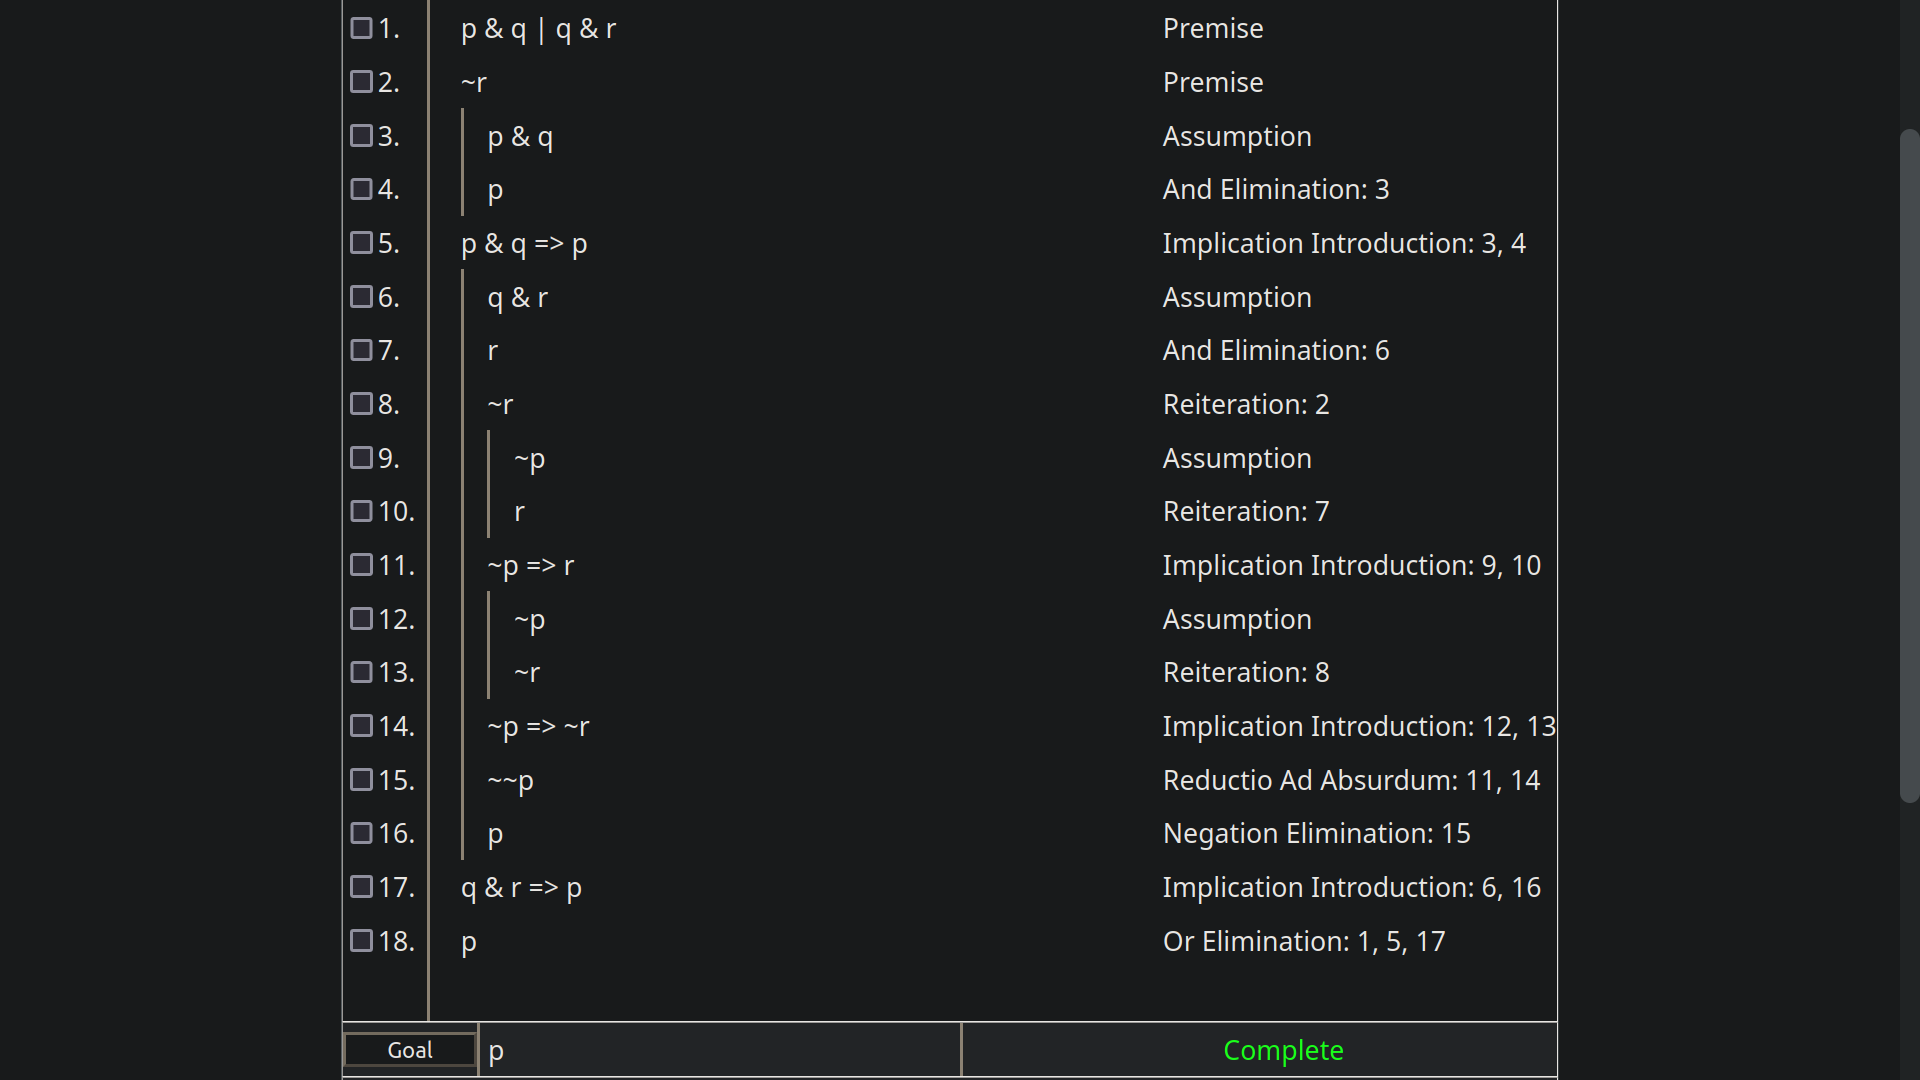 1. p & q | q & r Premise
2. ~r Premise
3. p & q Assumption
4. p And Elimination: 3
5. p & q => p Implication Introduction: 3, 4
6. q & r Assumption
7. r And Elimination: 6
8. ~r Reiteration: 2
9. ~p Assumption
10. r Reiteration: 7
11. ~p => r Implication Introduction: 9, 10
12. ~p Assumption
13. ~r Reiteration: 8
14. ~p => ~r Implication Introduction: 12, 13
15. ~~p Reductio Ad Absurdum: 11, 14
16. p Negation Elimination: 15
17. q & r => p Implication Introduction: 6, 16
18. p Or Elimination: 1, 5, 17
Goal p Complete